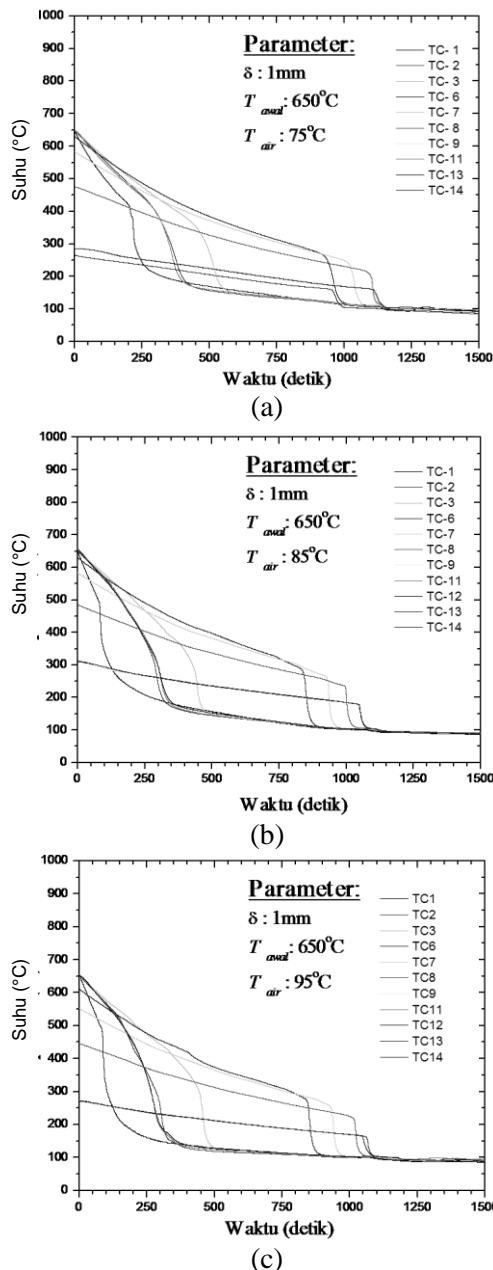 1000
900
800
700
600
500
400
300
200
100
0
Suhu (°C)
Parameter:
δ : 1mm
T awal : 650°C
T air : 75°C
TC- 1
TC- 2
TC- 3
TC- 6
TC- 7
TC- 8
TC- 9
TC-11
TC-13
TC-14
0 250 500 750 1000 1250 1500
Waktu (detik)
(a)
1000
900
800
700
600
500
400
300
200
100
0
Suhu (°C)
Parameter:
δ : 1mm
T awal : 650°C
T air : 85°C
TC-1
TC-2
TC-3
TC-6
TC-7
TC-8
TC-9
TC-11
TC-12
TC-13
TC-14
0 250 500 750 1000 1250 1500
Waktu (detik)
(b)
1000
900
800
700
600
500
400
300
200
100
0
Suhu (°C)
Parameter:
δ : 1mm
T awal : 650°C
T air : 95°C
TC1
TC2
TC3
TC6
TC7
TC8
TC9
TC11
TC12
TC13
TC14
0 250 500 750 1000 1250 1500
Waktu (detik)
(c)